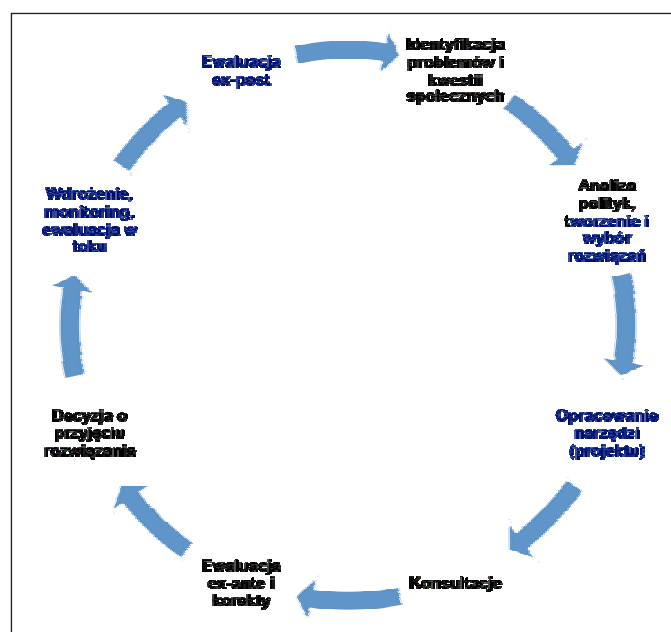 Identyfikacja
problemów i
kwestii
społecznych
Analiza
polityk,
tworzenie i
wybór
rozwiązań
Opracowanie
narzędzi
(projektu)
Konsultacje
Ewaluacja
ex-ante i
korekty
Decyzja o
przyjęciu
rozwiązania
Wdrożenie,
monitoring,
ewaluacja w
toku
Ewaluacja
ex-post